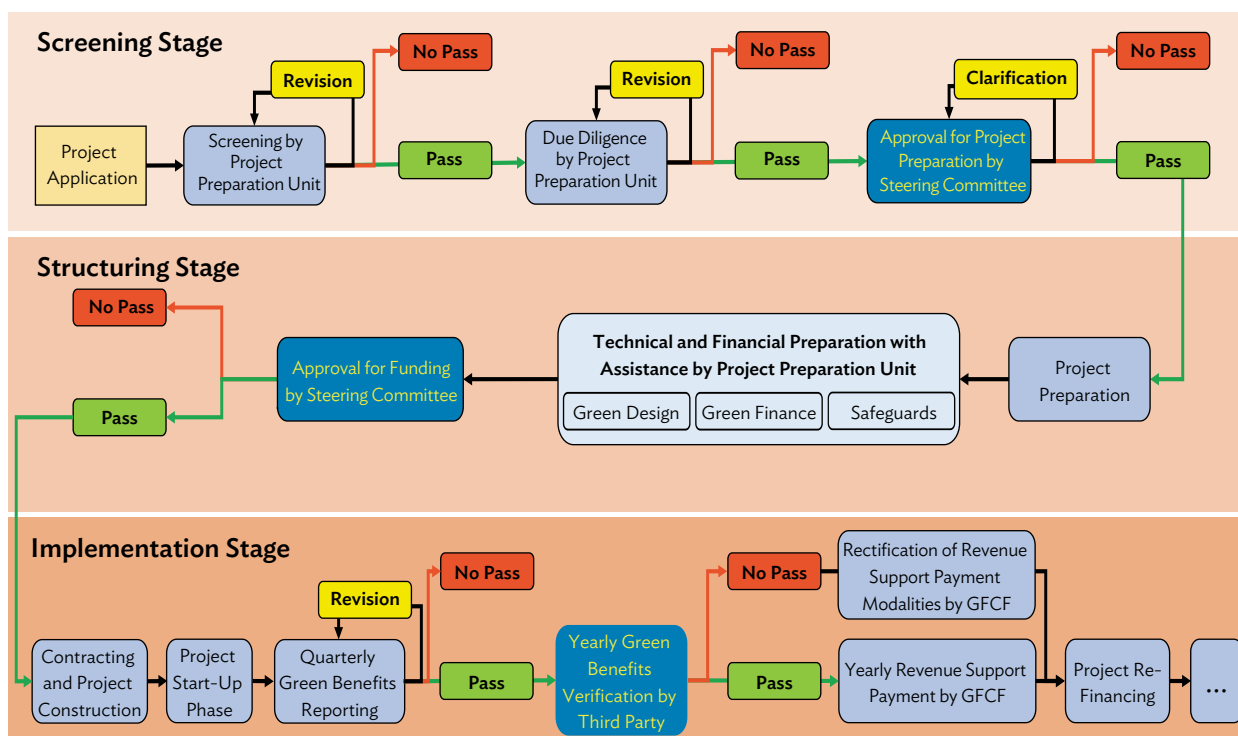 Screening Stage
No Pass
No Pass
No Pass
Revision
Revision
Clarification
Project
Application
Screening by
Project
Preparation Unit
Pass
Due Diligence
by Project
Preparation Unit
Pass
Approval for Project
Preparation by
Steering Committee
Pass
Structuring Stage
No Pass
Pass
Approval for Funding
by Steering Committee
Technical and Financial Preparation with
Assistance by Project Preparation Unit
Green Design
Green Finance
Safeguards
Project
Preparation
Implementation Stage
Contracting
and Project
Construction
Project
Start-Up
Phase
Revision
Quarterly
Green Benefits
Reporting
No Pass
Pass
Yearly Green
Benefits
Verification by
Third Party
No Pass
Pass
Rectification of Revenue
Support Payment
Modalities by GFCF
Yearly Revenue Support
Payment by GFCF
Project Re-
Financing
...